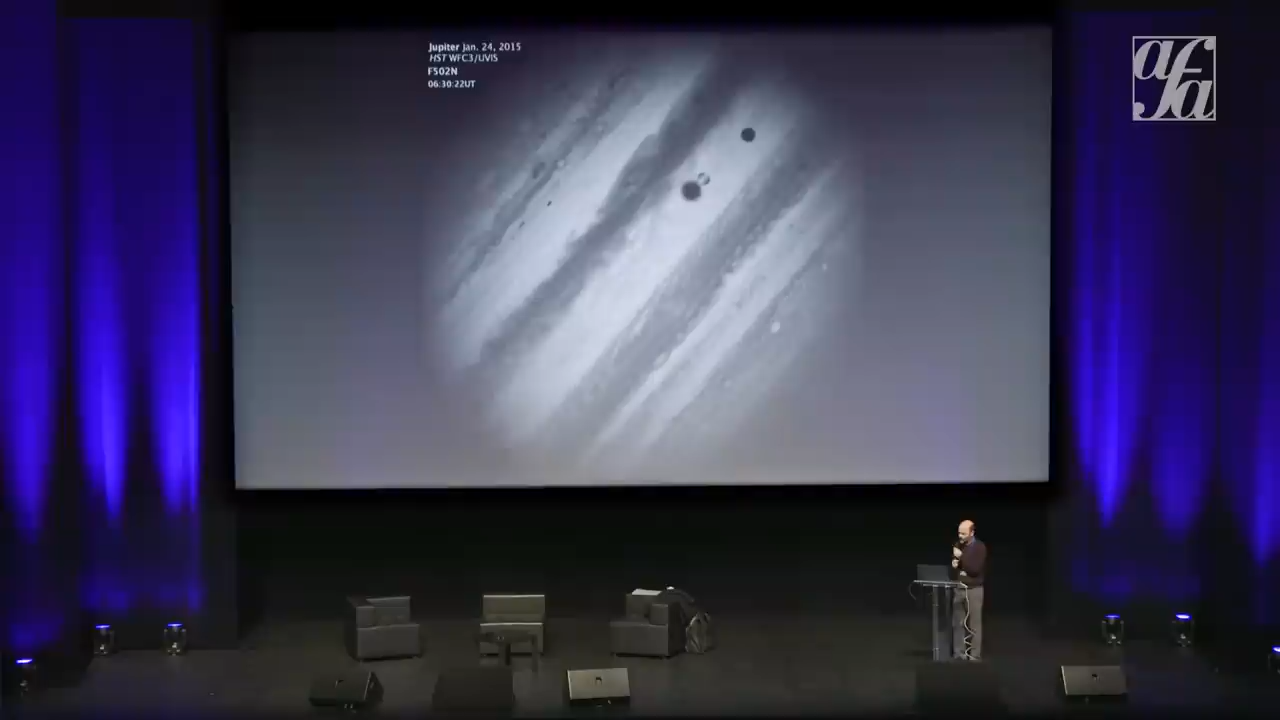 Jupiter Jan. 24, 2015
HST WFC3/UVIS
F502N
06:30:22UT
afa